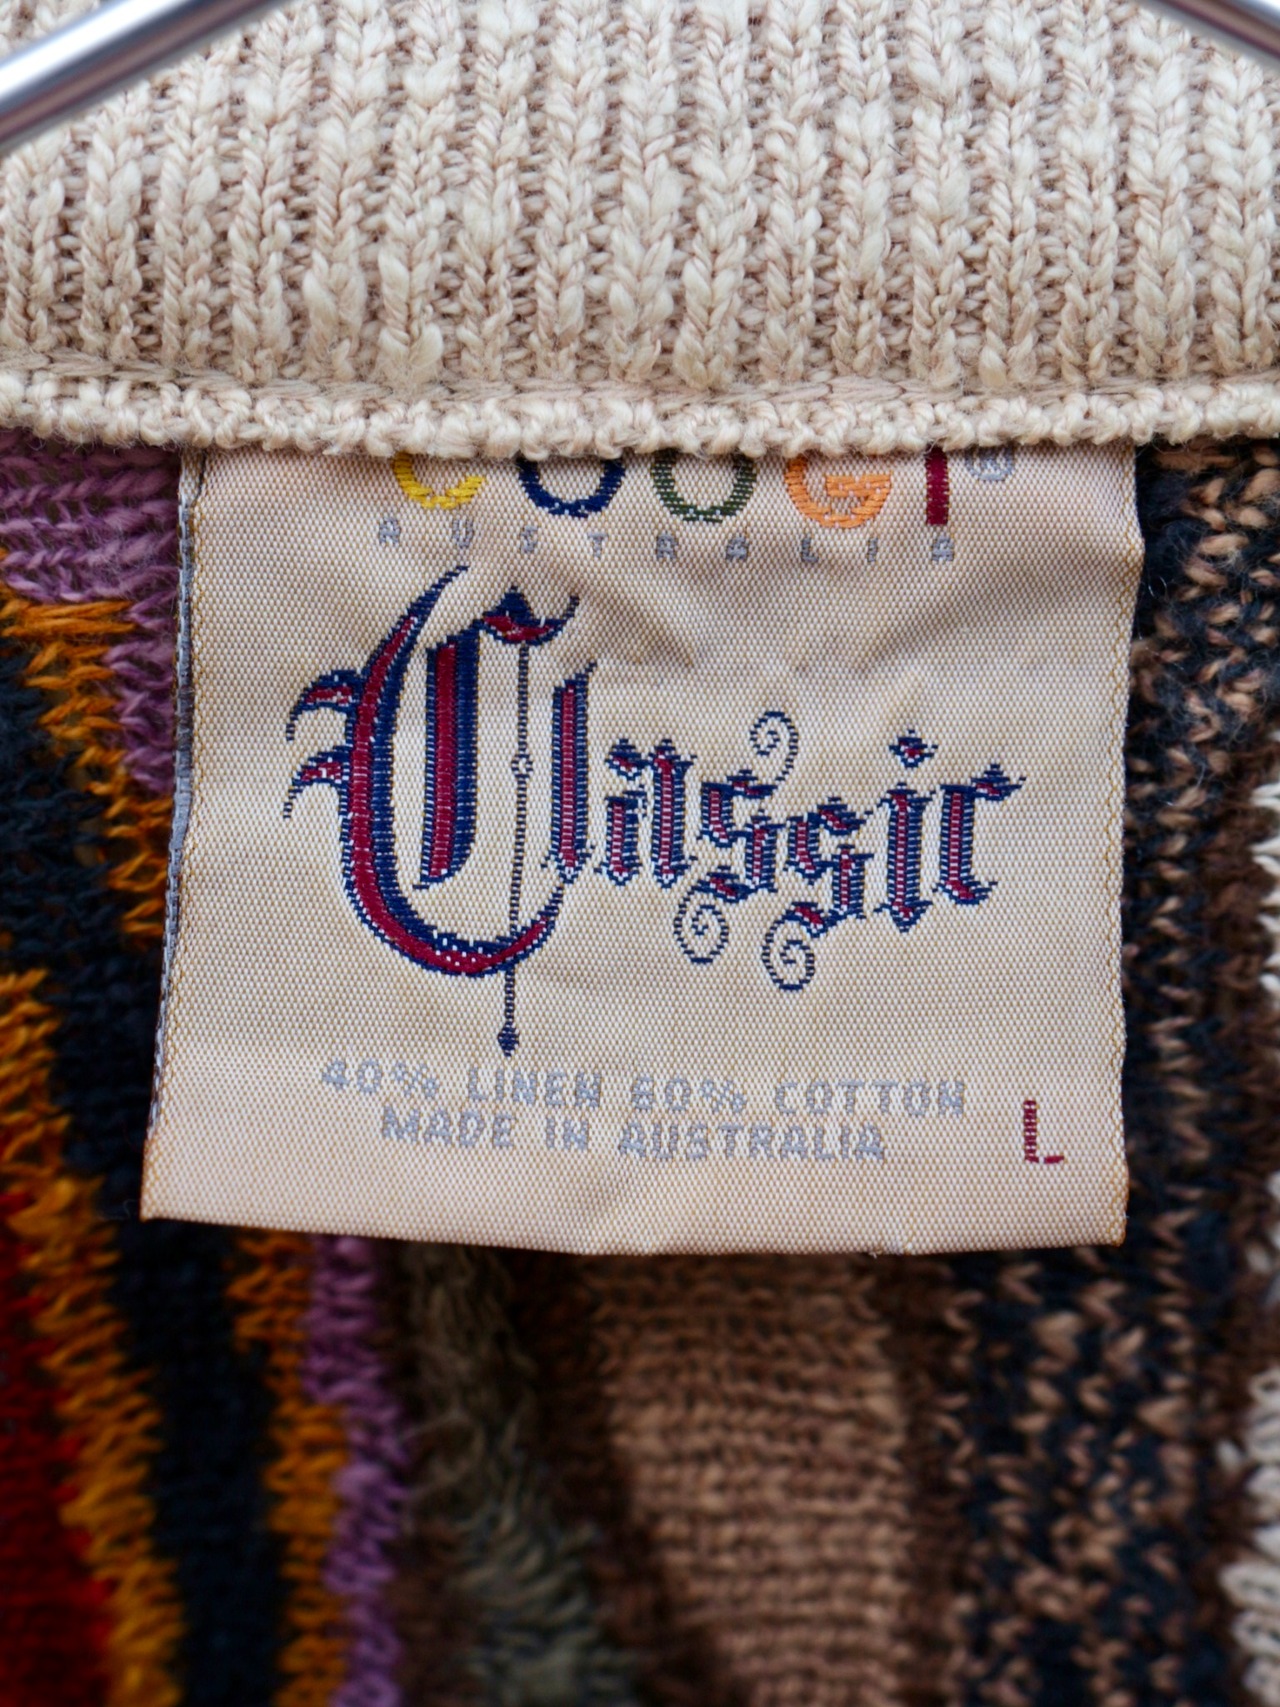 COOGI®
AUSTRALIA
Classic
40% LINEN 60% COTTON
MADE IN AUSTRALIA
L